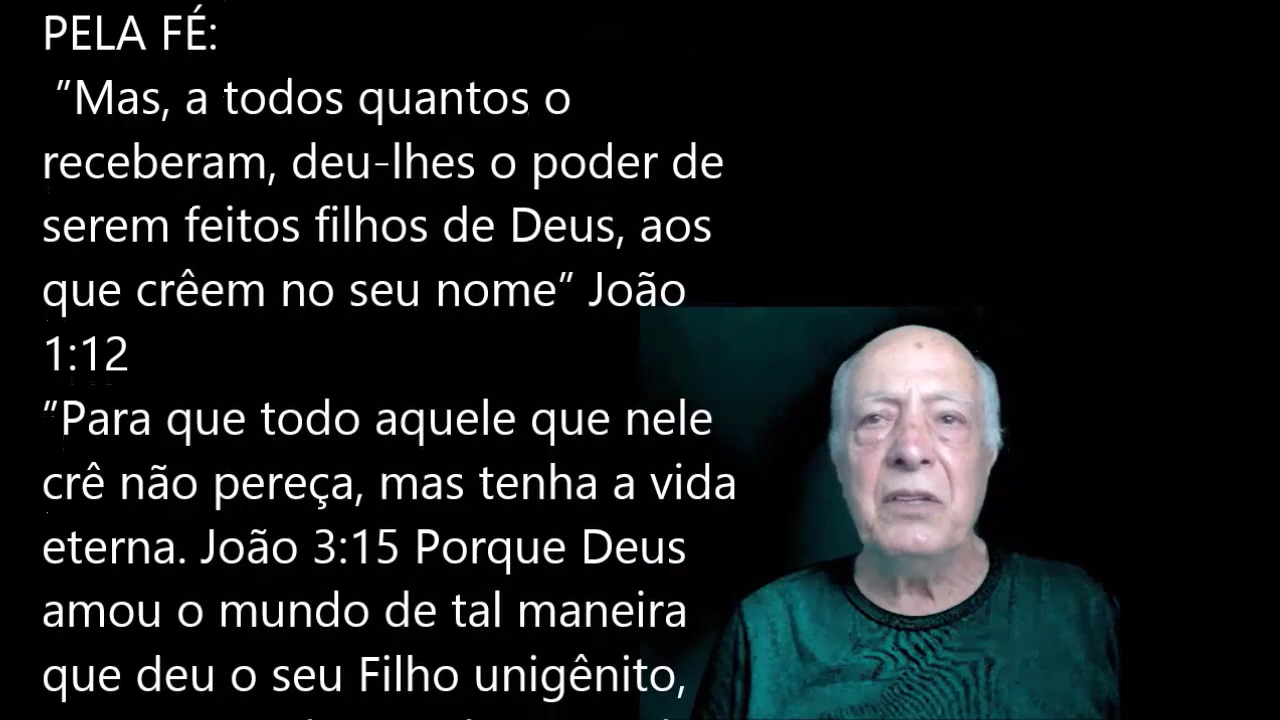 PELA FÉ:
”Mas, a todos quantos o
receberam, deu-lhes o poder de
serem feitos filhos de Deus, aos
que crêem no seu nome” João
1:12
”Para que todo aquele que nele
crê não pereça, mas tenha a vida
eterna. João 3:15 Porque Deus
amou o mundo de tal maneira
que deu o seu Filho unigênito,